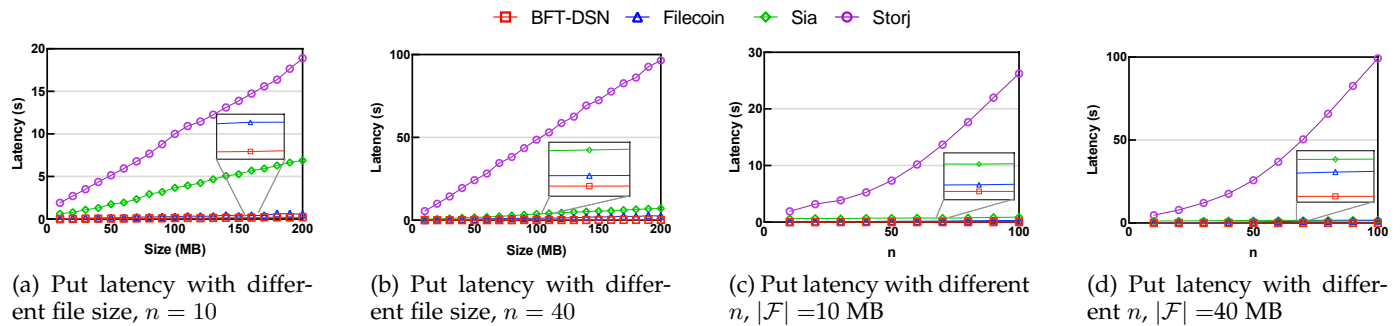 BFT-DSN Filecoin Sia Storj
20
15
10
5
0
Latency (s)
0 50 100 150 200
Size (MB)
100
50
0
Latency (s)
0 50 100 150 200
Size (MB)
30
20
10
0
Latency (s)
0 50 100
n
100
50
0
Latency (s)
0 50 100
n
(a) Put latency with differ-
ent file size, n = 10
(b) Put latency with differ-
ent file size, n = 40
(c) Put latency with different
n, |F| =10 MB
(d) Put latency with differ-
ent n, |F| =40 MB